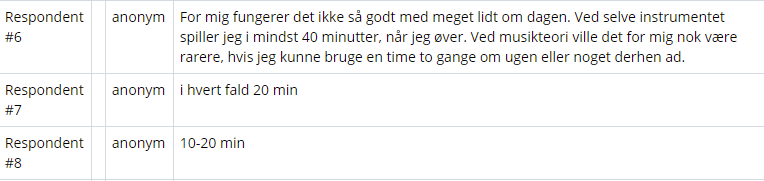 Respondent #6 anonym For mig fungerer det ikke så godt med meget lidt om dagen. Ved selve instrumentet
spiller jeg i mindst 40 minutter, når jeg øver. Ved musikteori ville det for mig nok være
rarere, hvis jeg kunne bruge en time to gange om ugen eller noget derhen ad.
Respondent #7 anonym i hvert fald 20 min
Respondent #8 anonym 10-20 min